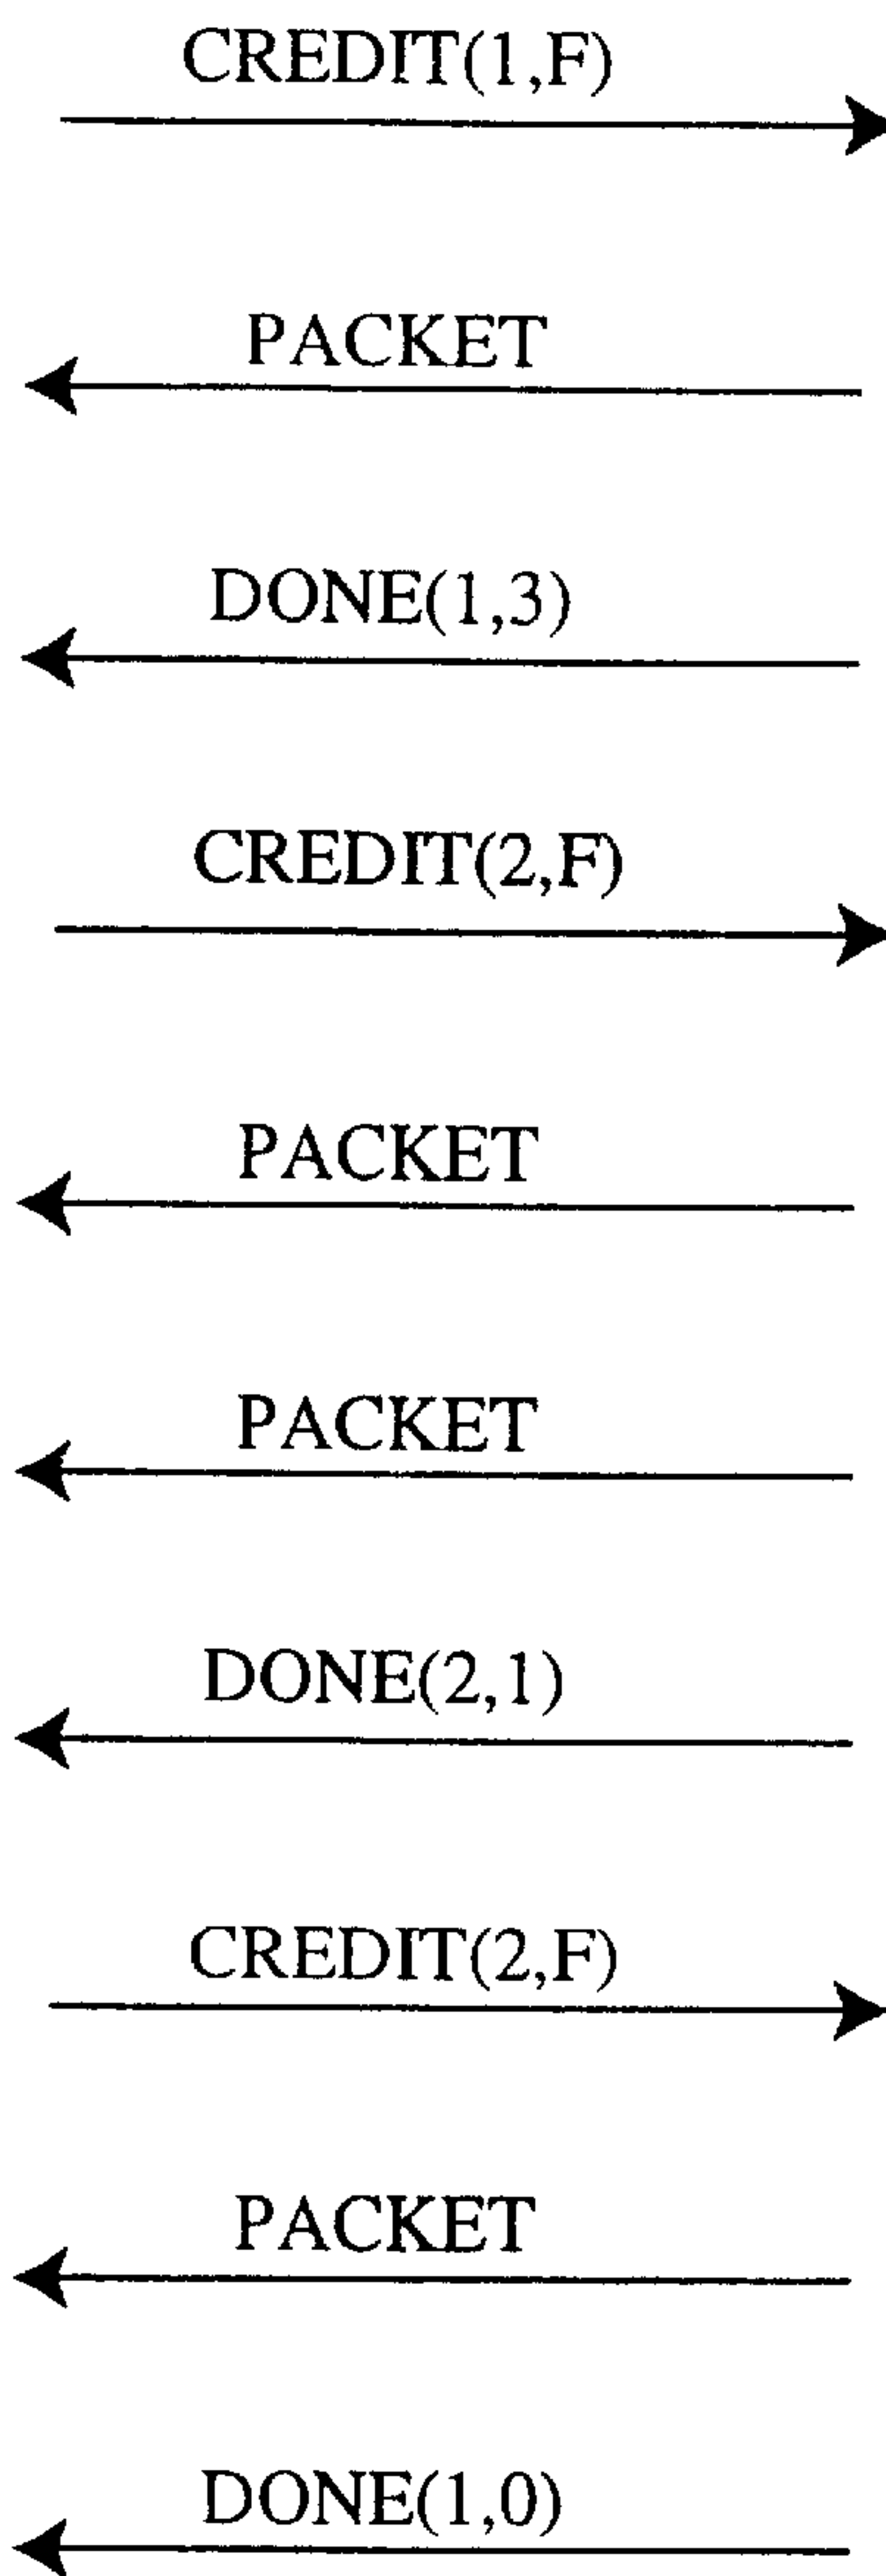 CREDIT(1,F)
PACKET
DONE(1,3)
CREDIT(2,F)
PACKET
PACKET
DONE(2,1)
CREDIT(2,F)
PACKET
DONE(1,0)